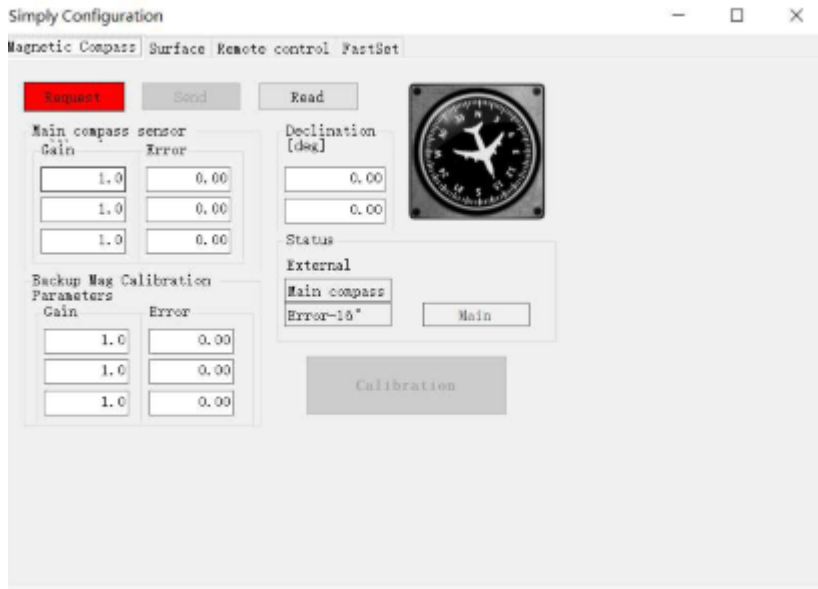 Simply Configuration
Magnetic Compass Surface Remote control FastSet
Request Send Read
Main compass sensor
Gain Error
1.0 0.00
1.0 0.00
1.0 0.00
Declination
[deg]
0.00
0.00
Status
External
Main compass
Error-16°
Main
Backup Mag Calibration
Parameters
Gain Error
1.0 0.00
1.0 0.00
1.0 0.00
Calibration